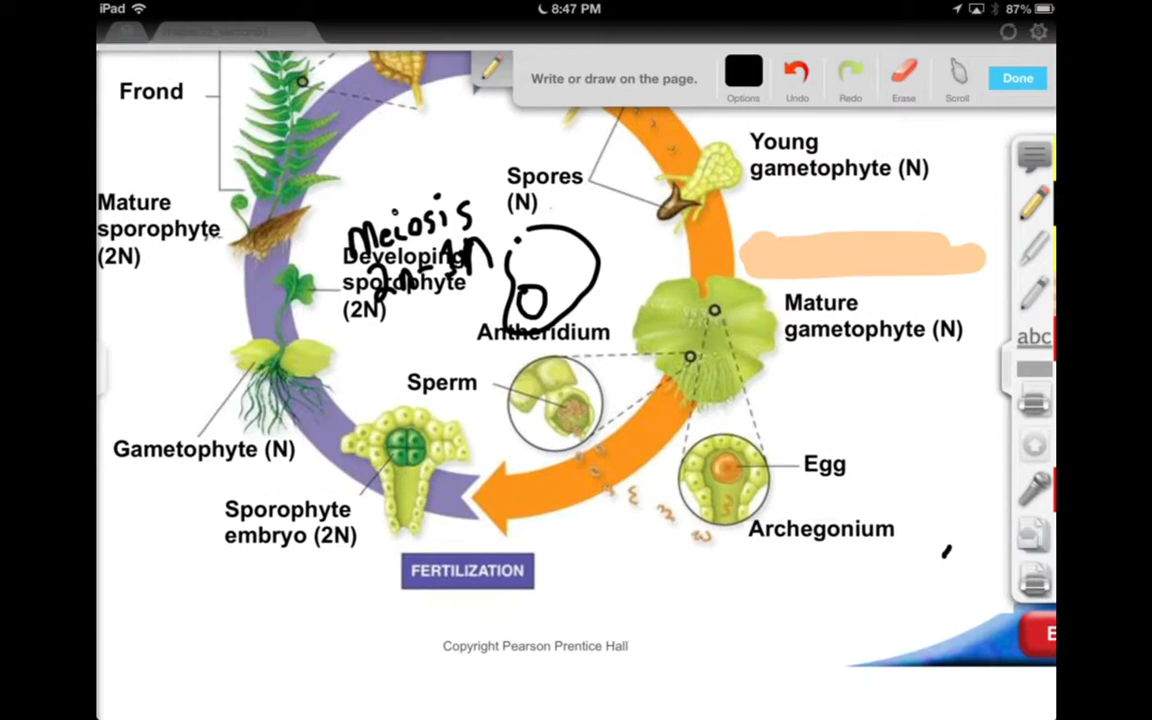 iPad
8:47 PM
87%
Write or draw on the page.
Options
Undo
Redo
Erase
Scroll
Done
Frond
Young
gametophyte (N)
Spores
(N)
Mature
sporophyte
(2N)
Meiosis
Developing
sporophyte
(2N)
Antheridium
Mature
gametophyte (N)
abc
Sperm
Gametophyte (N)
Egg
Sporophyte
embryo (2N)
Archegonium
FERTILIZATION
Copyright Pearson Prentice Hall